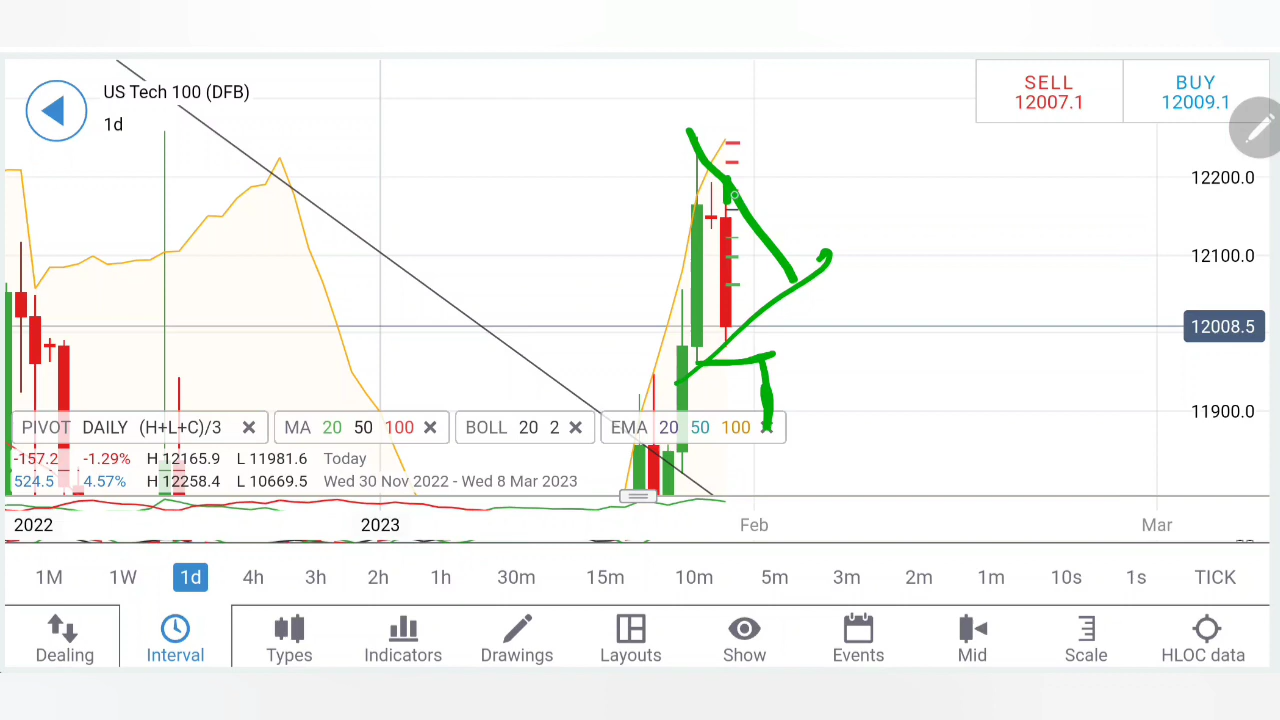 US Tech 100 (DFB)
1d
SELL
12007.1
BUY
12009.1
12200.0
12100.0
12008.5
11900.0
PIVOT DAILY (H+L+C)/3
MA 20 50 100
BOLL 20 2
EMA 20 50 100
-157.2 -1.29% H 12165.9 L 11981.6 Today
524.5 4.57% H 12258.4 L 10669.5 Wed 30 Nov 2022 - Wed 8 Mar 2023
2022 2023 Feb Mar
1M 1W 1d 4h 3h 2h 1h 30m 15m 10m 5m 3m 2m 1m 10s 1s TICK
Dealing Interval Types Indicators Drawings Layouts Show Events Mid Scale HLOC data